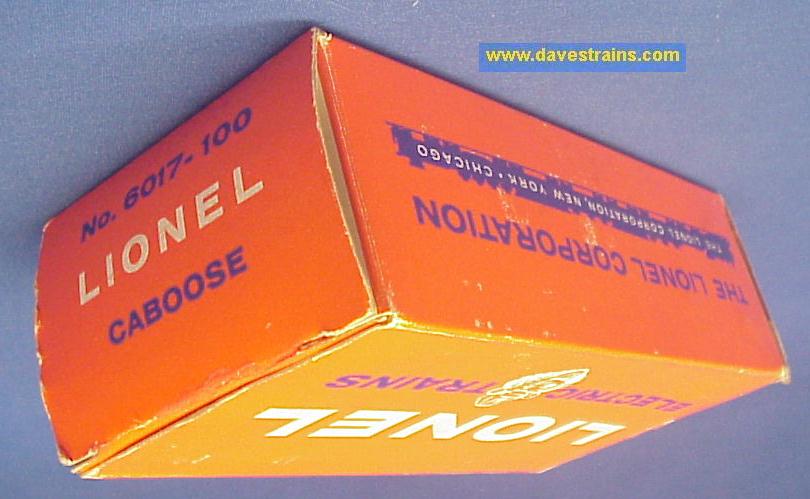 www.davestrains.com
No. 6017-100
LIONEL
CABOOSE
THE LIONEL CORPORATION
THE LIONEL CORPORATION, NEW YORK • CHICAGO
LIONEL
ELECTRIC TRAINS